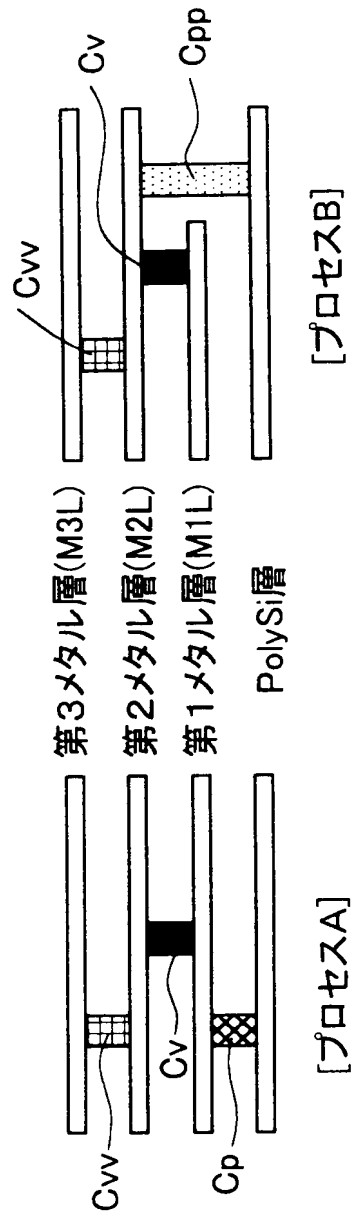 Cvv
Cv
Cp
[プロセスA]
第3メタル層(M3L)
第2メタル層(M2L)
第1メタル層(M1L)
PolySi層
Cvv
Cv
Cpp
[プロセスB]